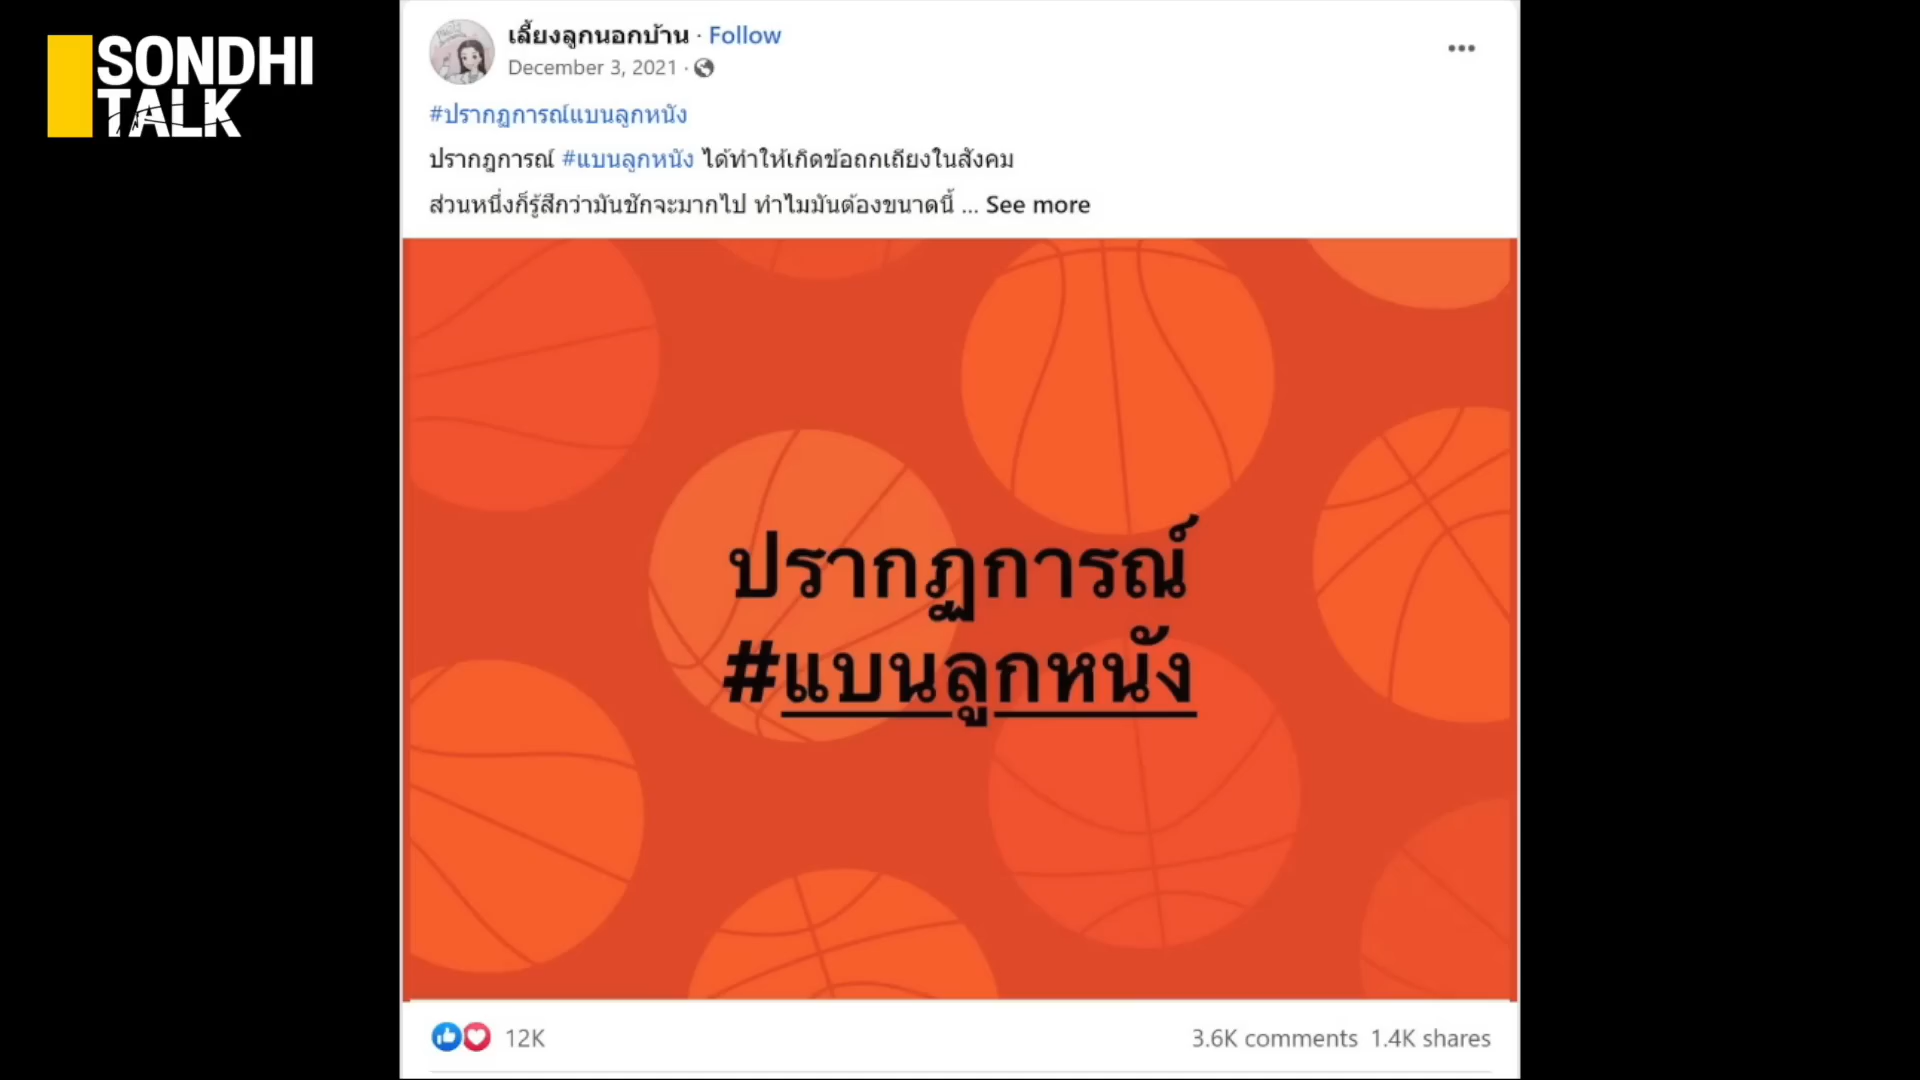 SONDHI
TALK
เลี้ยงลูกนอกบ้าน · Follow
December 3, 2021 ·
#ปรากฏการณ์แบนลูกหนัง
ปรากฎการณ์ #แบนลูกหนัง ได้ทำให้เกิดข้อถกเถียงในสังคม
ส่วนหนึ่งก็รู้สึกว่ามันชักจะมากไป ทำไมมันต้องขนาดนี้ ... See more
ปรากฏการณ์
#แบนลูกหนัง
12K
3.6K comments 1.4K shares